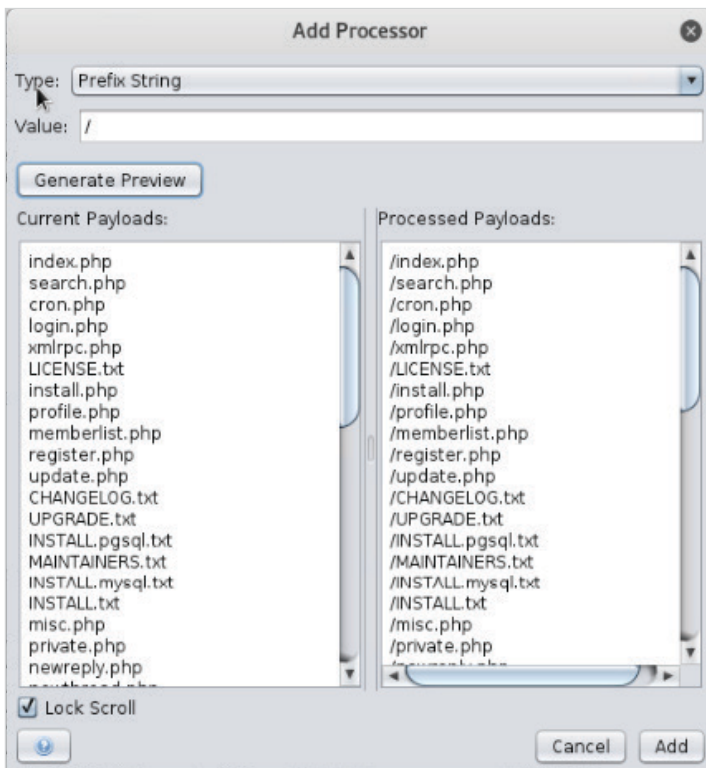 Add Processor
Type: Prefix String
Value: /
Generate Preview
Current Payloads:
index.php
search.php
cron.php
login.php
xmlrpc.php
LICENSE.txt
install.php
profile.php
memberlist.php
register.php
update.php
CHANGELOG.txt
UPGRADE.txt
INSTALL.pgsql.txt
MAINTAINERS.txt
INSTALL.mysql.txt
INSTALL.txt
misc.php
private.php
newreply.php
Processed Payloads:
/index.php
/search.php
/cron.php
/login.php
/xmlrpc.php
/LICENSE.txt
/install.php
/profile.php
/memberlist.php
/register.php
/update.php
/CHANGELOG.txt
/UPGRADE.txt
/INSTALL.pgsql.txt
/MAINTAINERS.txt
/INSTALL.mysql.txt
/INSTALL.txt
/misc.php
/private.php
Lock Scroll
Cancel
Add